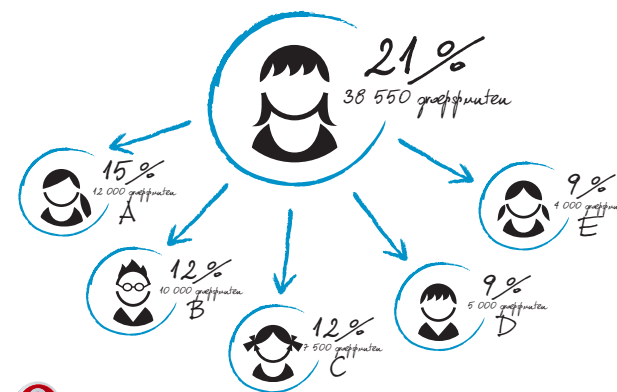 21 %
38 550 groepspunten
15 %
12 000 groepspunten
A
12 %
10 000 groepspunten
B
12 %
7 500 groepspunten
C
9 %
5 000 groepspunten
D
9 %
4 000
E